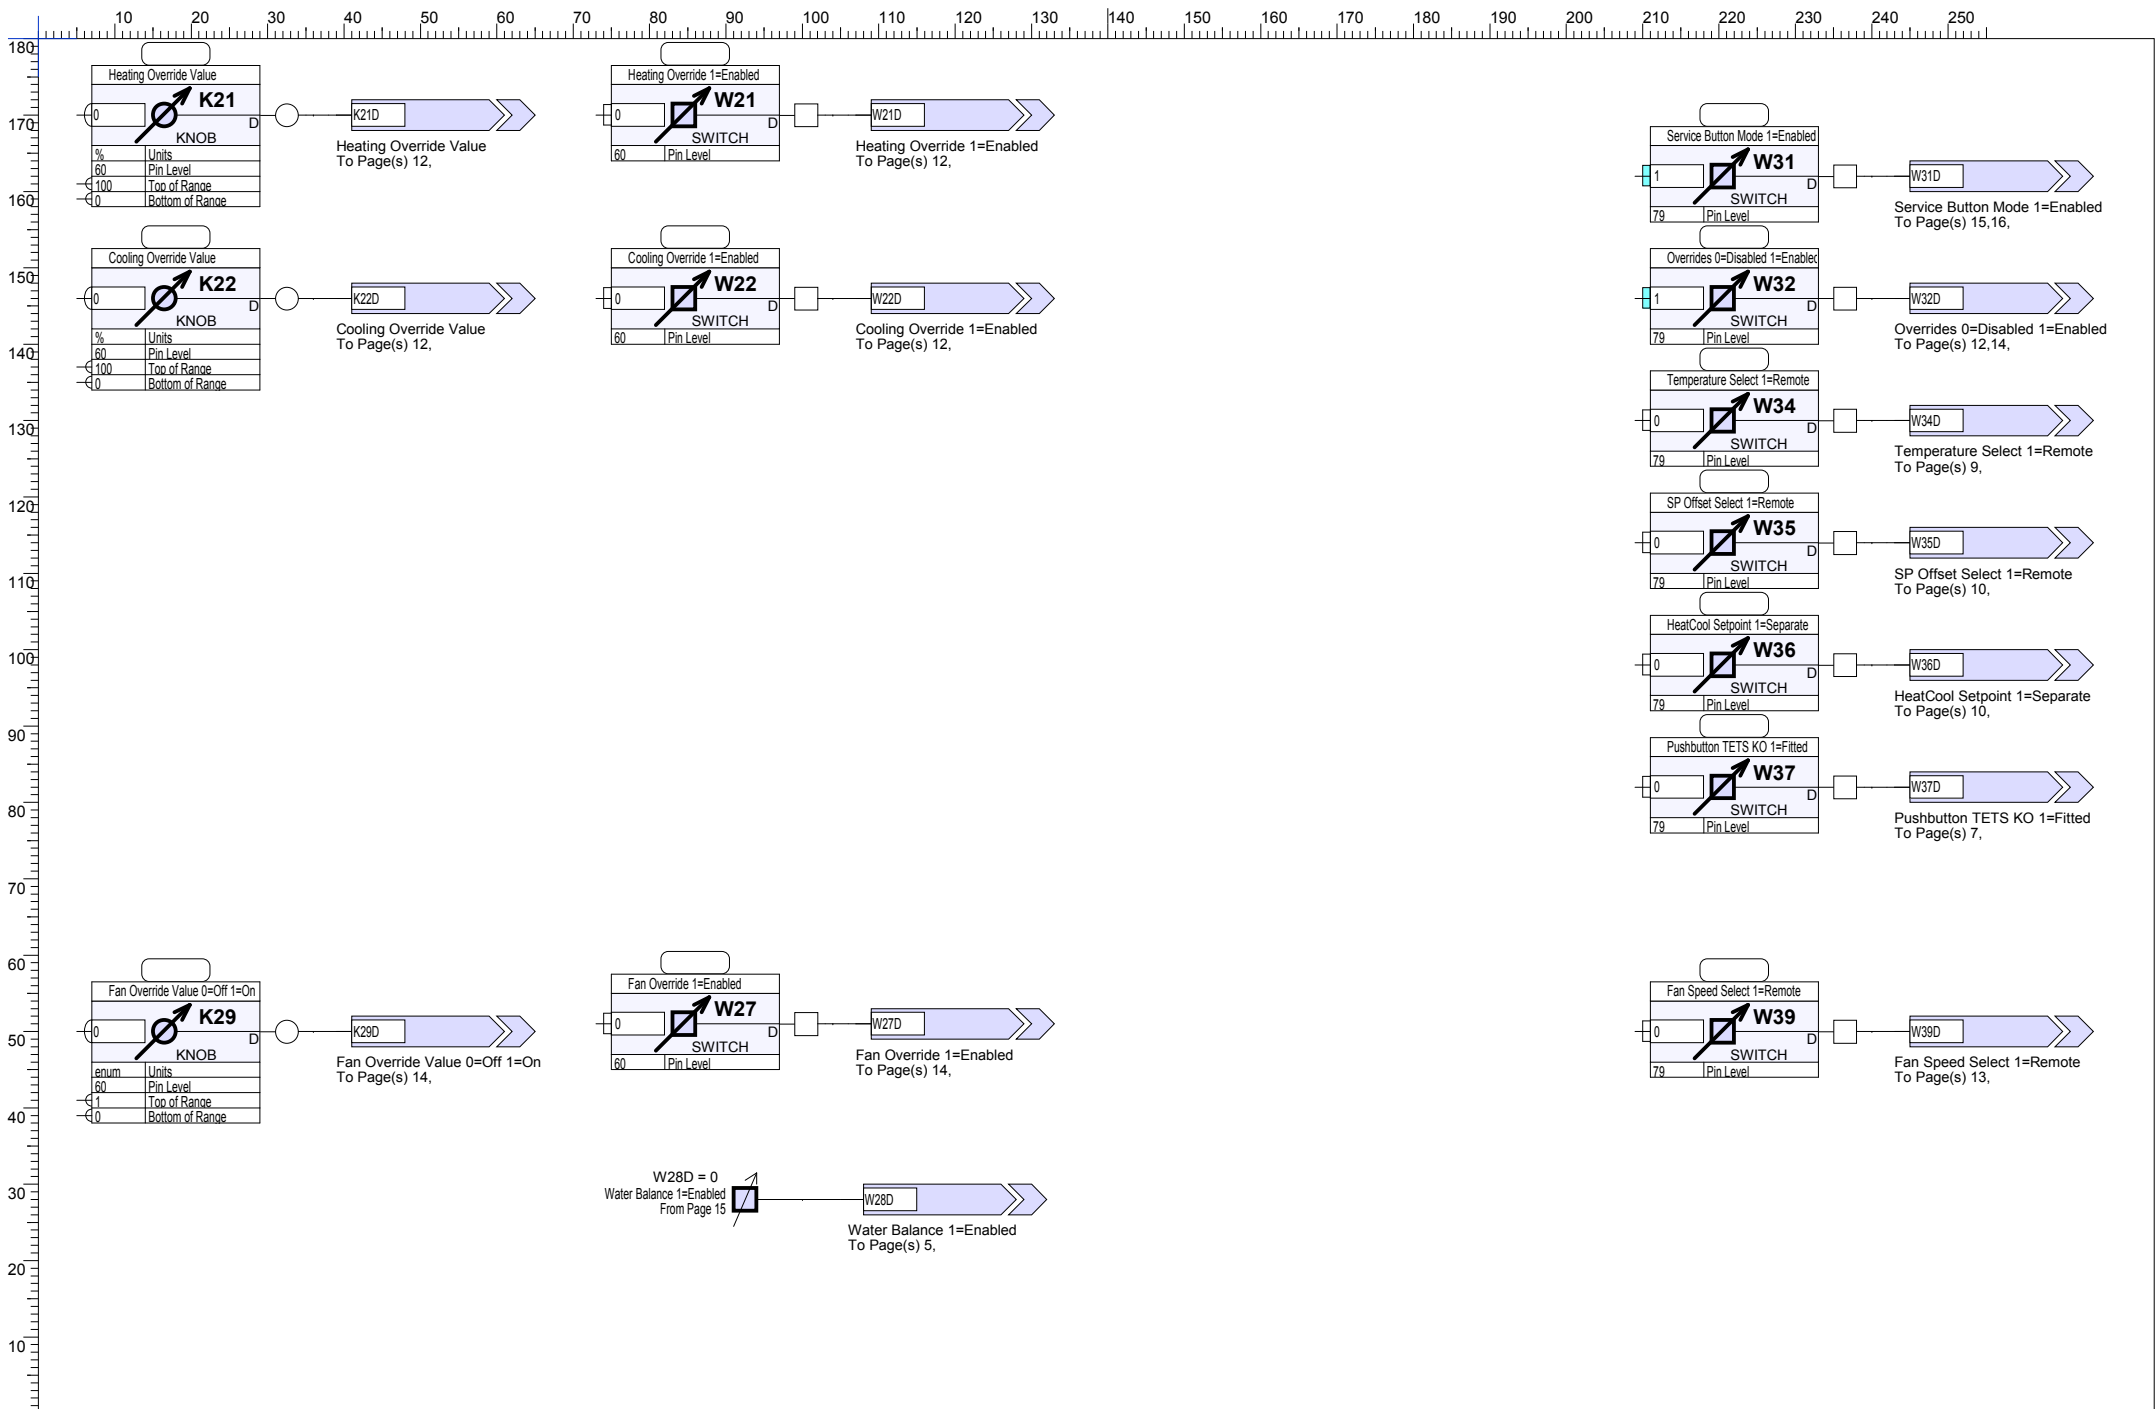 10 20 30 40 50 60 70 80 90 100 110 120 130 140 150 160 170 180 190 200 210 220 230 240 250
180
170
160
150
140
130
120
110
100
90
80
70
60
50
40
30
20
10
Heating Override Value
0
K21
D
KNOB
% Units
60 Pin Level
100 Top of Range
0 Bottom of Range
K21D
Heating Override Value
To Page(s) 12,
Heating Override 1=Enabled
0
W21
D
SWITCH
60 Pin Level
W21D
Heating Override 1=Enabled
To Page(s) 12,
Service Button Mode 1=Enabled
1
W31
D
SWITCH
79 Pin Level
W31D
Service Button Mode 1=Enabled
To Page(s) 15,16,
Cooling Override Value
0
K22
D
KNOB
% Units
60 Pin Level
100 Top of Range
0 Bottom of Range
K22D
Cooling Override Value
To Page(s) 12,
Cooling Override 1=Enabled
0
W22
D
SWITCH
60 Pin Level
W22D
Cooling Override 1=Enabled
To Page(s) 12,
Overrides 0=Disabled 1=Enabled
1
W32
D
SWITCH
79 Pin Level
W32D
Overrides 0=Disabled 1=Enabled
To Page(s) 12,14,
Temperature Select 1=Remote
0
W34
D
SWITCH
79 Pin Level
W34D
Temperature Select 1=Remote
To Page(s) 9,
SP Offset Select 1=Remote
0
W35
D
SWITCH
79 Pin Level
W35D
SP Offset Select 1=Remote
To Page(s) 10,
HeatCool Setpoint 1=Separate
0
W36
D
SWITCH
79 Pin Level
W36D
HeatCool Setpoint 1=Separate
To Page(s) 10,
Pushbutton TETS KO 1=Fitted
0
W37
D
SWITCH
79 Pin Level
W37D
Pushbutton TETS KO 1=Fitted
To Page(s) 7,
Fan Override Value 0=Off 1=On
0
K29
D
KNOB
enum Units
60 Pin Level
1 Top of Range
0 Bottom of Range
K29D
Fan Override Value 0=Off 1=On
To Page(s) 14,
Fan Override 1=Enabled
0
W27
D
SWITCH
60 Pin Level
W27D
Fan Override 1=Enabled
To Page(s) 14,
Fan Speed Select 1=Remote
0
W39
D
SWITCH
79 Pin Level
W39D
Fan Speed Select 1=Remote
To Page(s) 13,
W28D = 0
Water Balance 1=Enabled
From Page 15
W28D
Water Balance 1=Enabled
To Page(s) 5,